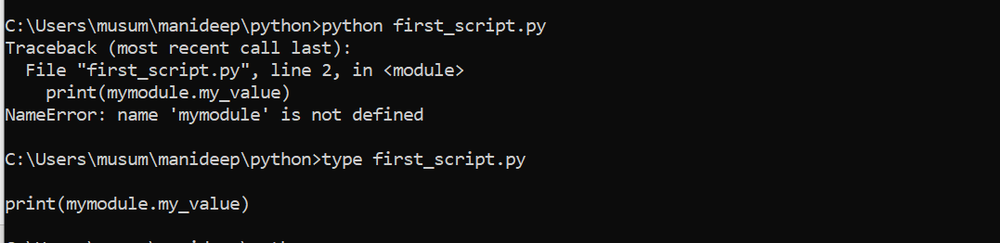 C:\Users\musum\manideep\python>python first_script.py
Traceback (most recent call last):
  File "first_script.py", line 2, in <module>
    print(mymodule.my_value)
NameError: name 'mymodule' is not defined
C:\Users\musum\manideep\python>type first_script.py
print(mymodule.my_value)